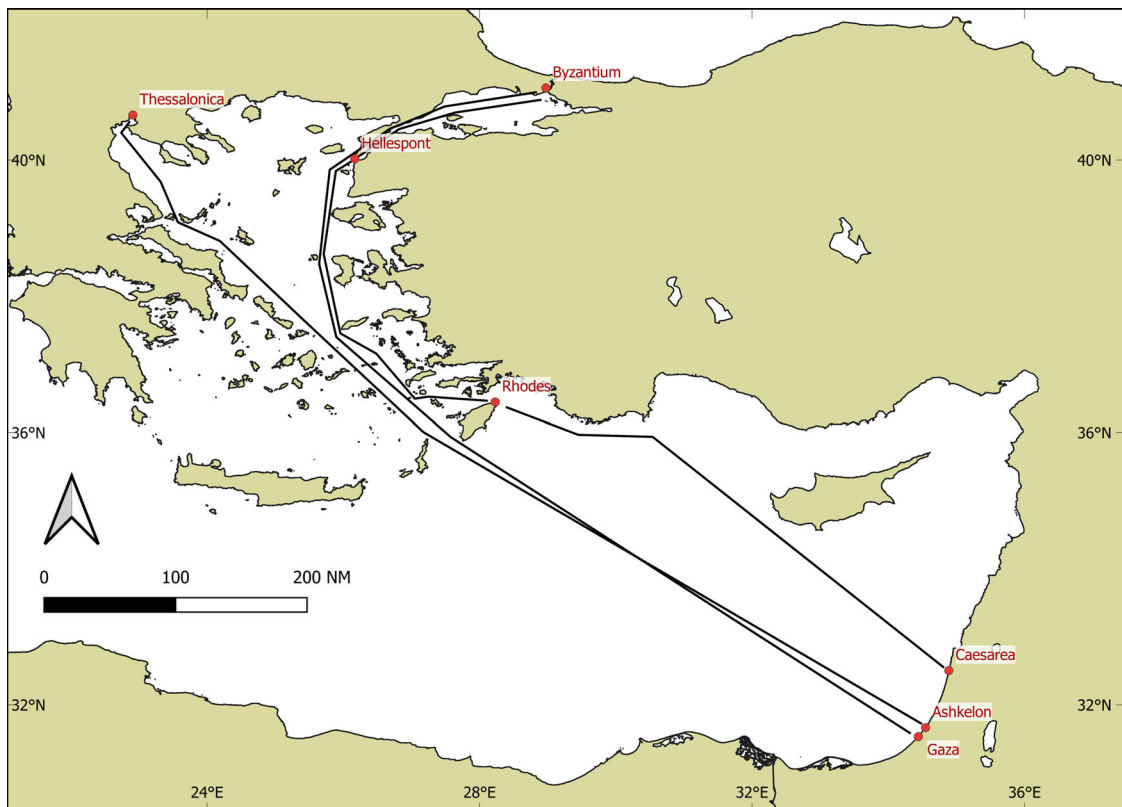 Byzantium
Thessalonica
Hellespont
40°N
40°N
Rhodes
36°N
36°N
0 100 200 NM
Caesarea
32°N
32°N
Ashkelon
Gaza
24°E
28°E
32°E
36°E